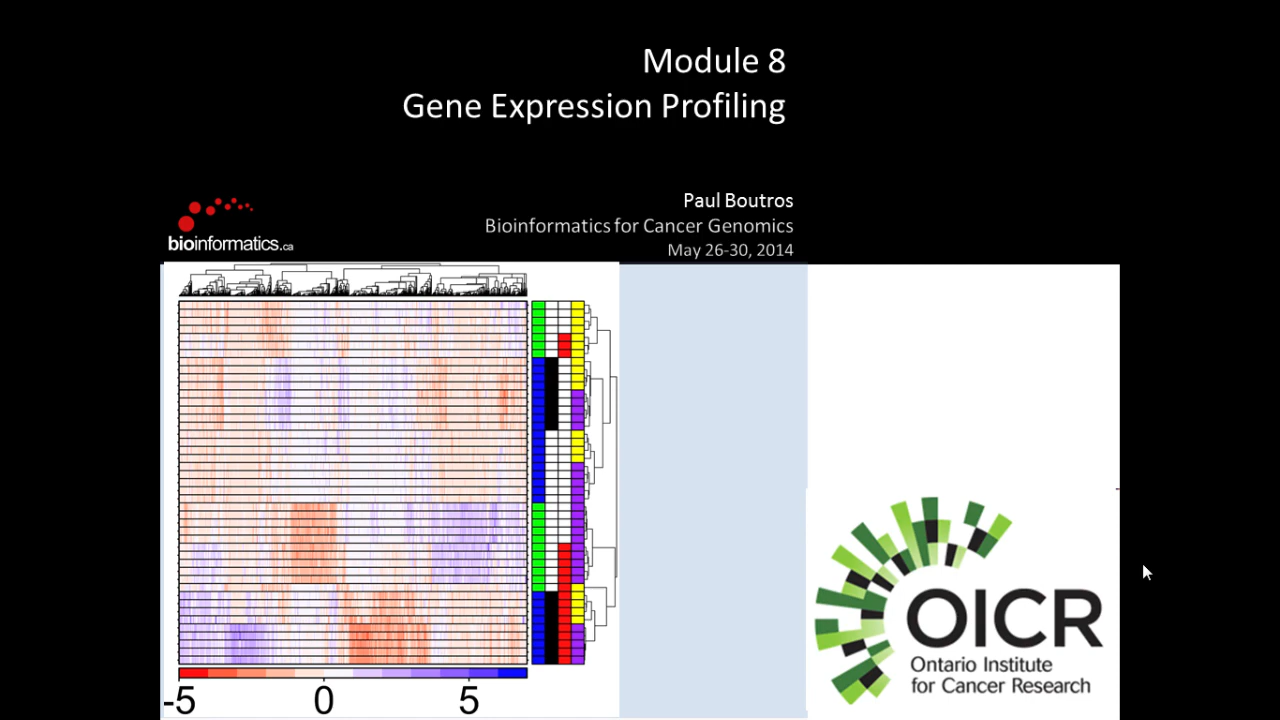 Module 8
Gene Expression Profiling
Paul Boutros
Bioinformatics for Cancer Genomics
May 26-30, 2014
bioinformatics.ca
-5 0 5
OICR
Ontario Institute
for Cancer Research